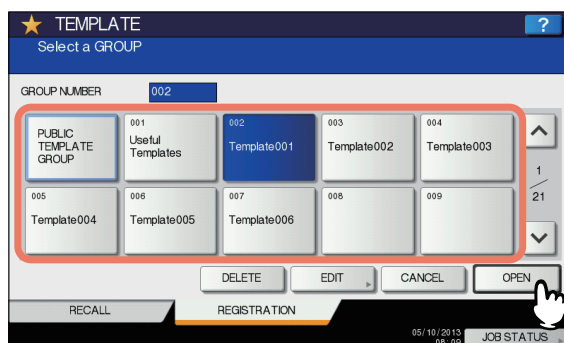 TEMPLATE
?
Select a GROUP
GROUP NUMBER 002
PUBLIC
TEMPLATE
GROUP
001
Useful
Templates
002
Template001
003
Template002
004
Template003
1
21
005
Template004
006
Template005
007
Template006
008
009
DELETE EDIT CANCEL OPEN
RECALL REGISTRATION
05/10/2013
08:09
JOB STATUS